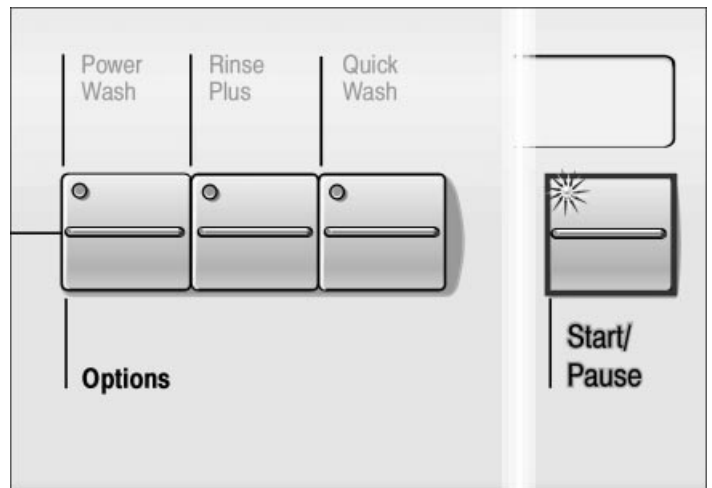 Power
Wash
Rinse
Plus
Quick
Wash
Options
Start/
Pause